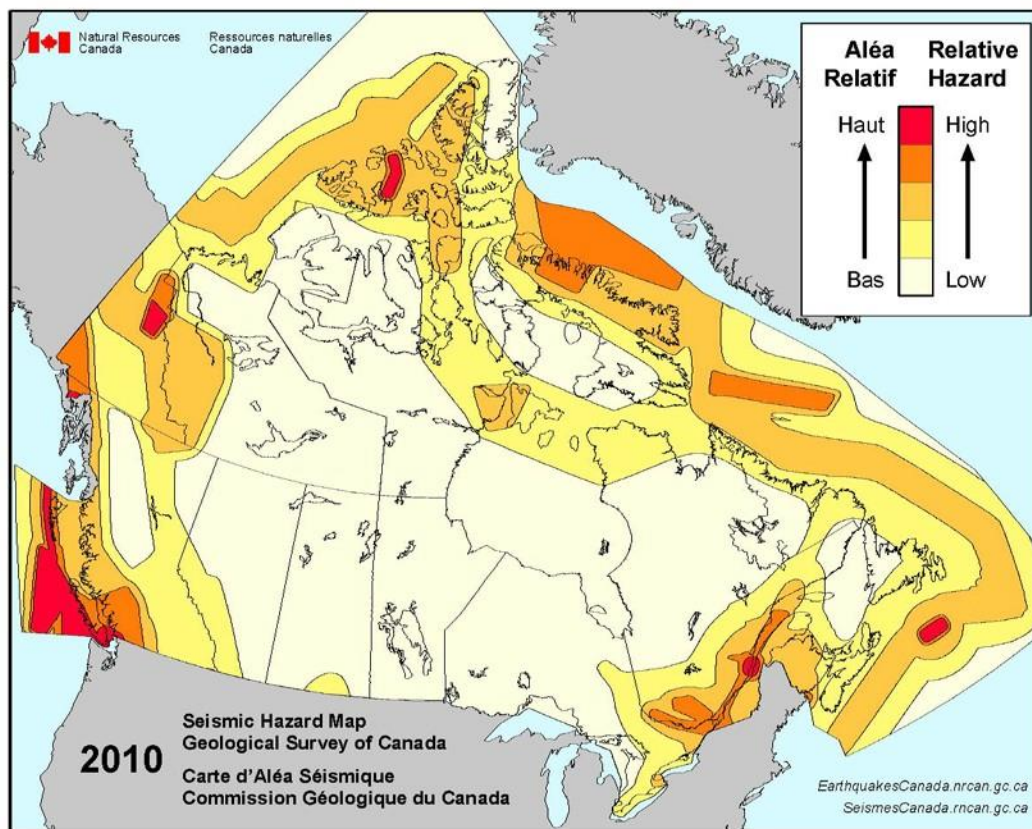 Natural Resources
Canada
Ressources naturelles
Canada
Aléa
Relatif
Relative
Hazard
Haut
High
Bas
Low
2010
Seismic Hazard Map
Geological Survey of Canada
Carte d'Aléa Séismique
Commission Géologique du Canada
EarthquakesCanada.nrcan.gc.ca
SeismesCanada.rncan.gc.ca